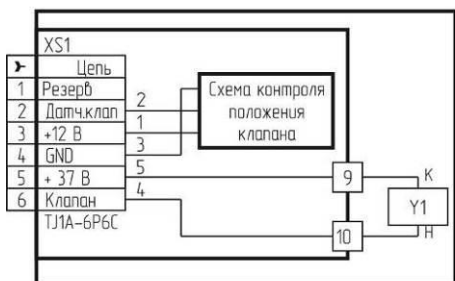 XS1
Цепь
1 Резерв
2 Датч.клап 2
3 +12 В 1
4 GND 3
5 + 37 В 5
6 Клапан 4
TJ1A-6P6C
Схема контроля
положения
клапана
9
К
Y1
10
Н